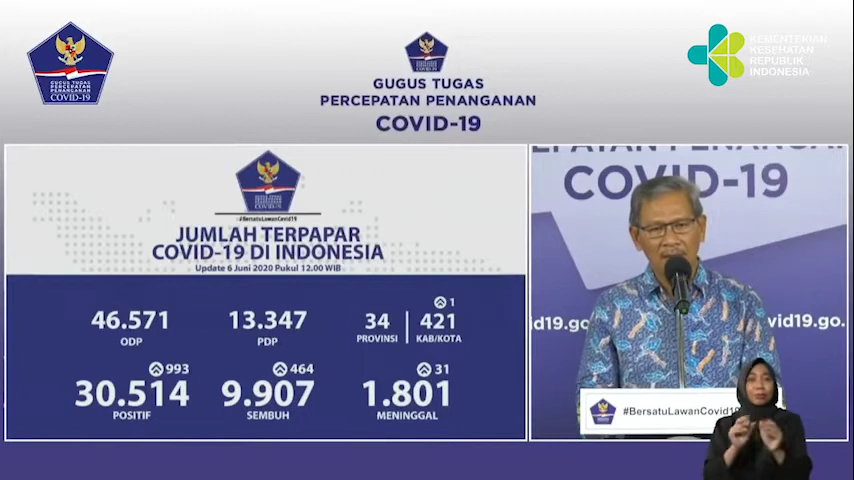 GUGUS TUGAS
PERCEPATAN PENANGANAN
COVID-19
GUGUS TUGAS
PERCEPATAN PENANGANAN
COVID-19
KEMENTERIAN
KESEHATAN
REPUBLIK
INDONESIA
#BersatuLawanCovid19
JUMLAH TERPAPAR
COVID-19 DI INDONESIA
Update 6 Juni 2020 Pukul 12.00 WIB
46.571
ODP
13.347
PDP
34
PROVINSI
1
421
KAB/KOTA
993
30.514
POSITIF
464
9.907
SEMBUH
31
1.801
MENINGGAL
COVID-19
id19.go
vid19.go.
#BersatuLawanCovid19